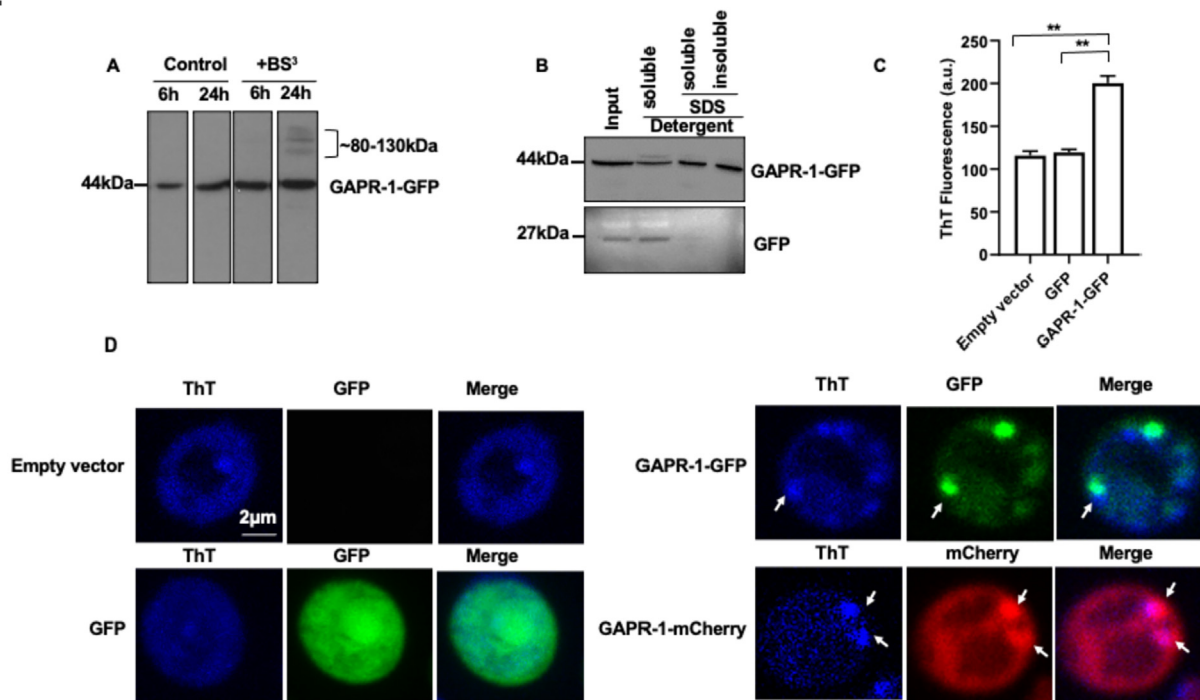 A
Control
+BS³
6h
24h
6h
24h
~80-130kDa
44kDa
GAPR-1-GFP
B
Input
soluble
soluble
insoluble
SDS
Detergent
44kDa
GAPR-1-GFP
27kDa
GFP
C
ThT Fluorescence (a.u.)
250
200
150
100
50
0
**
**
Empty vector
GFP
GAPR-1-GFP
D
ThT
GFP
Merge
Empty vector
2µm
ThT
GFP
Merge
GFP
ThT
GFP
Merge
GAPR-1-GFP
ThT
mCherry
Merge
GAPR-1-mCherry